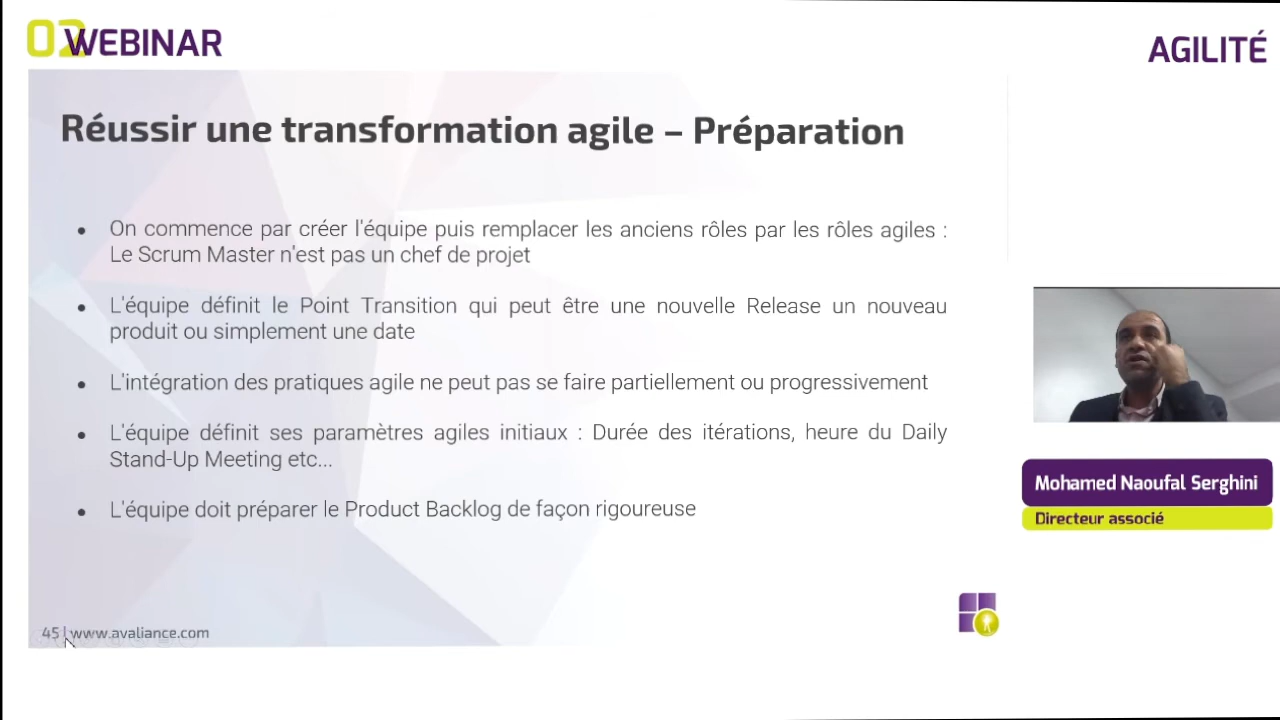 02 WEBINAR
AGILITÉ
Réussir une transformation agile – Préparation
• On commence par créer l'équipe puis remplacer les anciens rôles par les rôles agiles :
Le Scrum Master n'est pas un chef de projet
• L'équipe définit le Point Transition qui peut être une nouvelle Release un nouveau
produit ou simplement une date
• L'intégration des pratiques agile ne peut pas se faire partiellement ou progressivement
• L'équipe définit ses paramètres agiles initiaux : Durée des itérations, heure du Daily
Stand-Up Meeting etc...
• L'équipe doit préparer le Product Backlog de façon rigoureuse
Mohamed Naoufal Serghini
Directeur associé
45 | www.avaliance.com